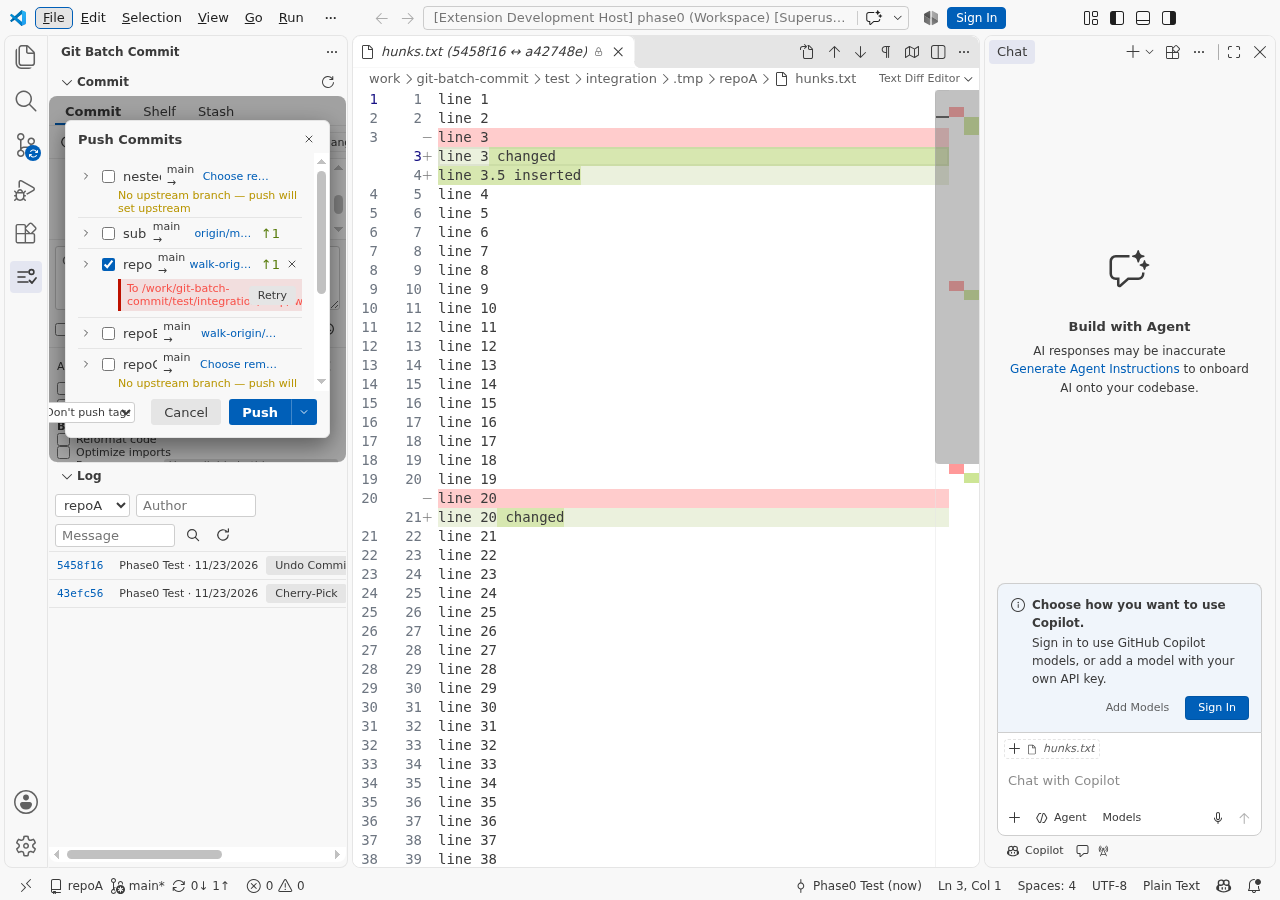 File Edit Selection View Go Run ··· [Extension Development Host] phase0 (Workspace) [Superus… Sign In
Git Batch Commit
Commit
Commit Shelf Stash
Push Commits
main
→
Choose re…
No upstream branch — push will
set upstream
sub main → origin/m… ↑1
repo main → walk-orig… ↑1
To /work/git-batch-
commit/test/integratio
Retry
main → walk-origin/…
main → Choose rem…
No upstream branch — push will
Don't push tags Cancel Push
Reformat code
Optimize imports
Log
repoA Author
Message
5458f16 Phase0 Test · 11/23/2026 Undo Commi
43efc56 Phase0 Test · 11/23/2026 Cherry-Pick
hunks.txt (5458f16 ↔ a42748e)
work > git-batch-commit > test > integration > .tmp > repoA > hunks.txt Text Diff Editor
1 1 line 1
2 2 line 2
3 — line 3
3+ line 3 changed
4+ line 3.5 inserted
4 5 line 4
5 6 line 5
6 7 line 6
7 8 line 7
8 9 line 8
9 10 line 9
10 11 line 10
11 12 line 11
12 13 line 12
13 14 line 13
14 15 line 14
15 16 line 15
16 17 line 16
17 18 line 17
18 19 line 18
19 20 line 19
20 — line 20
21+ line 20 changed
21 22 line 21
22 23 line 22
23 24 line 23
24 25 line 24
25 26 line 25
26 27 line 26
27 28 line 27
28 29 line 28
29 30 line 29
30 31 line 30
31 32 line 31
32 33 line 32
33 34 line 33
34 35 line 34
35 36 line 35
36 37 line 36
37 38 line 37
38 39 line 38
Chat
Build with Agent
AI responses may be inaccurate
Generate Agent Instructions to onboard
AI onto your codebase.
Choose how you want to use
Copilot.
Sign in to use GitHub Copilot
models, or add a model with your
own API key.
Add Models Sign In
hunks.txt
Chat with Copilot
Agent Models
Copilot
repoA main* 0↓ 1↑ 0 0 Phase0 Test (now) Ln 3, Col 1 Spaces: 4 UTF-8 Plain Text